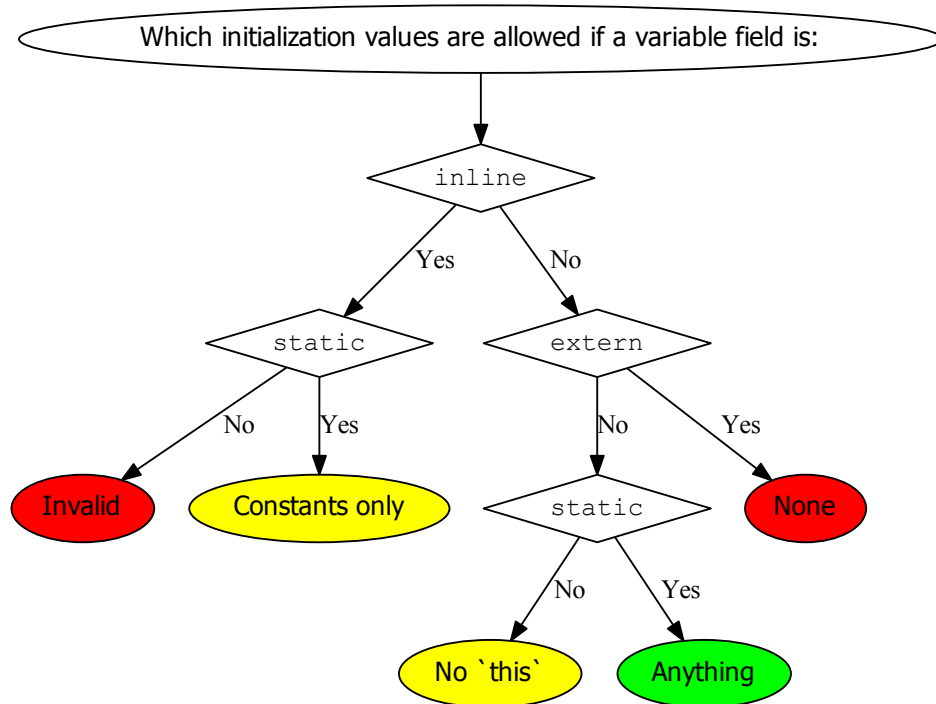 Which initialization values are allowed if a variable field is:
inline
Yes
No
static
extern
No
Yes
No
Yes
Invalid
Constants only
static
None
No
Yes
No `this`
Anything